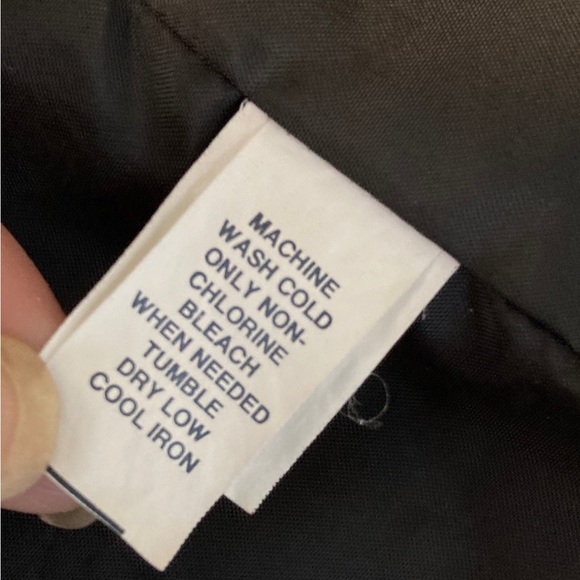 MACHINE
WASH COLD
ONLY NON-
CHLORINE
BLEACH
WHEN NEEDED
TUMBLE
DRY LOW
COOL IRON